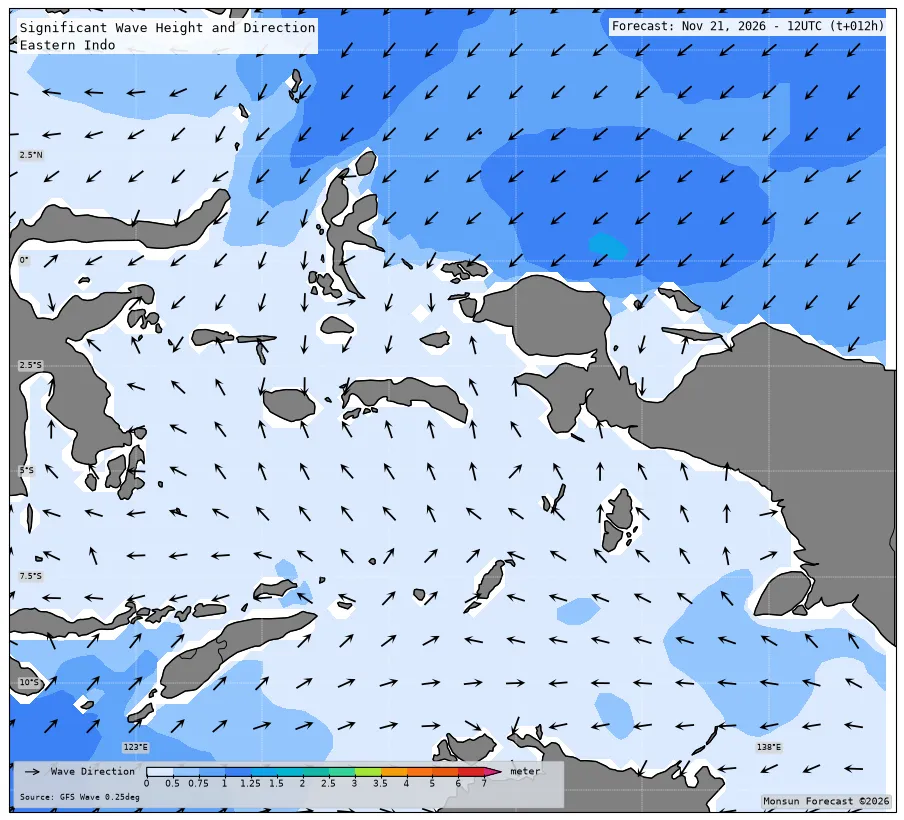 Significant Wave Height and Direction
Eastern Indo
Forecast: Nov 21, 2026 - 12UTC (t+012h)
2.5°N
0°
2.5°S
5°S
7.5°S
10°S
123°E
138°E
Wave Direction
0 0.5 0.75 1 1.25 1.5 2 2.5 3 3.5 4 5 6 7
meter
Source: GFS Wave 0.25deg
Monsun Forecast ©2026